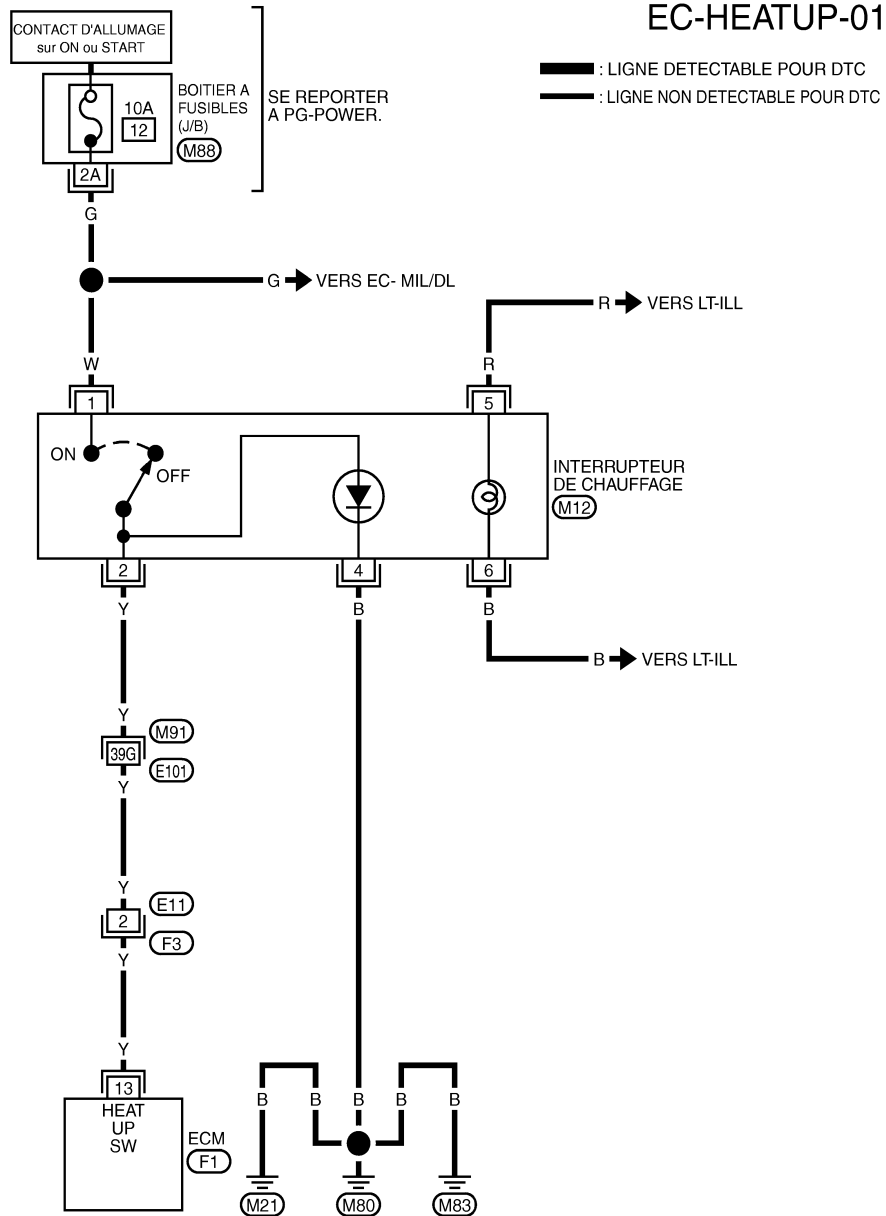 EC-HEATUP-01
CONTACT D'ALLUMAGE
sur ON ou START
: LIGNE DETECTABLE POUR DTC
: LIGNE NON DETECTABLE POUR DTC
10A
12
BOITIER A
FUSIBLES
(J/B)
M88
SE REPORTER
A PG-POWER.
2A
G
G
VERS EC- MIL/DL
R
VERS LT-ILL
W
R
1
5
ON
OFF
INTERRUPTEUR
DE CHAUFFAGE
M12
2
4
6
Y
B
B
B
VERS LT-ILL
Y
M91
39G
E101
Y
Y
E11
2
F3
Y
Y
13
HEAT
UP
SW
ECM
F1
B
B
B
B
B
M21
M80
M83